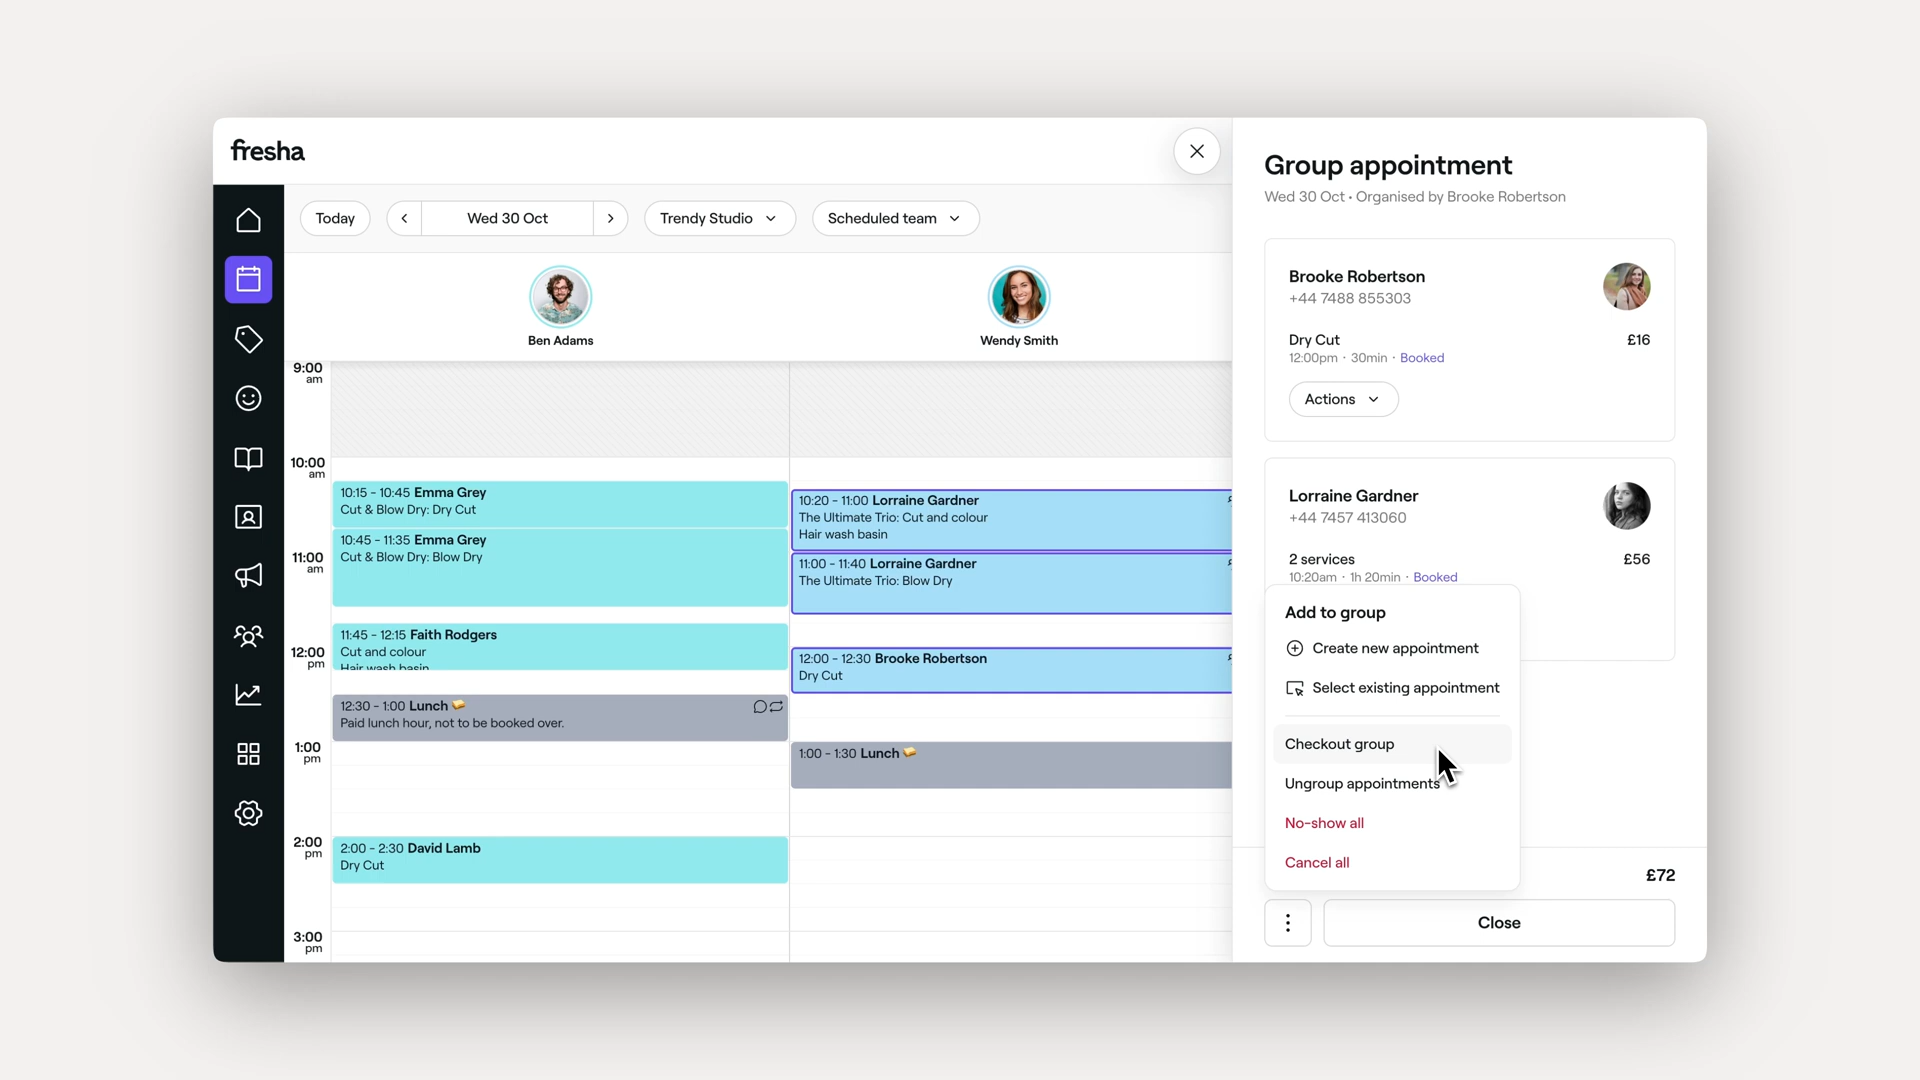 fresha
Today
Wed 30 Oct
Trendy Studio
Scheduled team
Ben Adams
Wendy Smith
9:00
am
10:00
am
11:00
am
12:00
pm
1:00
pm
2:00
pm
3:00
pm
10:15 - 10:45 Emma Grey
Cut & Blow Dry: Dry Cut
10:45 - 11:35 Emma Grey
Cut & Blow Dry: Blow Dry
11:45 - 12:15 Faith Rodgers
Cut and colour
Hair wash basin
12:30 - 1:00 Lunch
Paid lunch hour, not to be booked over.
2:00 - 2:30 David Lamb
Dry Cut
10:20 - 11:00 Lorraine Gardner
The Ultimate Trio: Cut and colour
Hair wash basin
11:00 - 11:40 Lorraine Gardner
The Ultimate Trio: Blow Dry
12:00 - 12:30 Brooke Robertson
Dry Cut
1:00 - 1:30 Lunch
Group appointment
Wed 30 Oct • Organised by Brooke Robertson
Brooke Robertson
+44 7488 855303
Dry Cut £16
12:00pm · 30min · Booked
Actions
Lorraine Gardner
+44 7457 413060
2 services £56
10:20am · 1h 20min · Booked
Add to group
Create new appointment
Select existing appointment
Checkout group
Ungroup appointments
No-show all
Cancel all
£72
Close